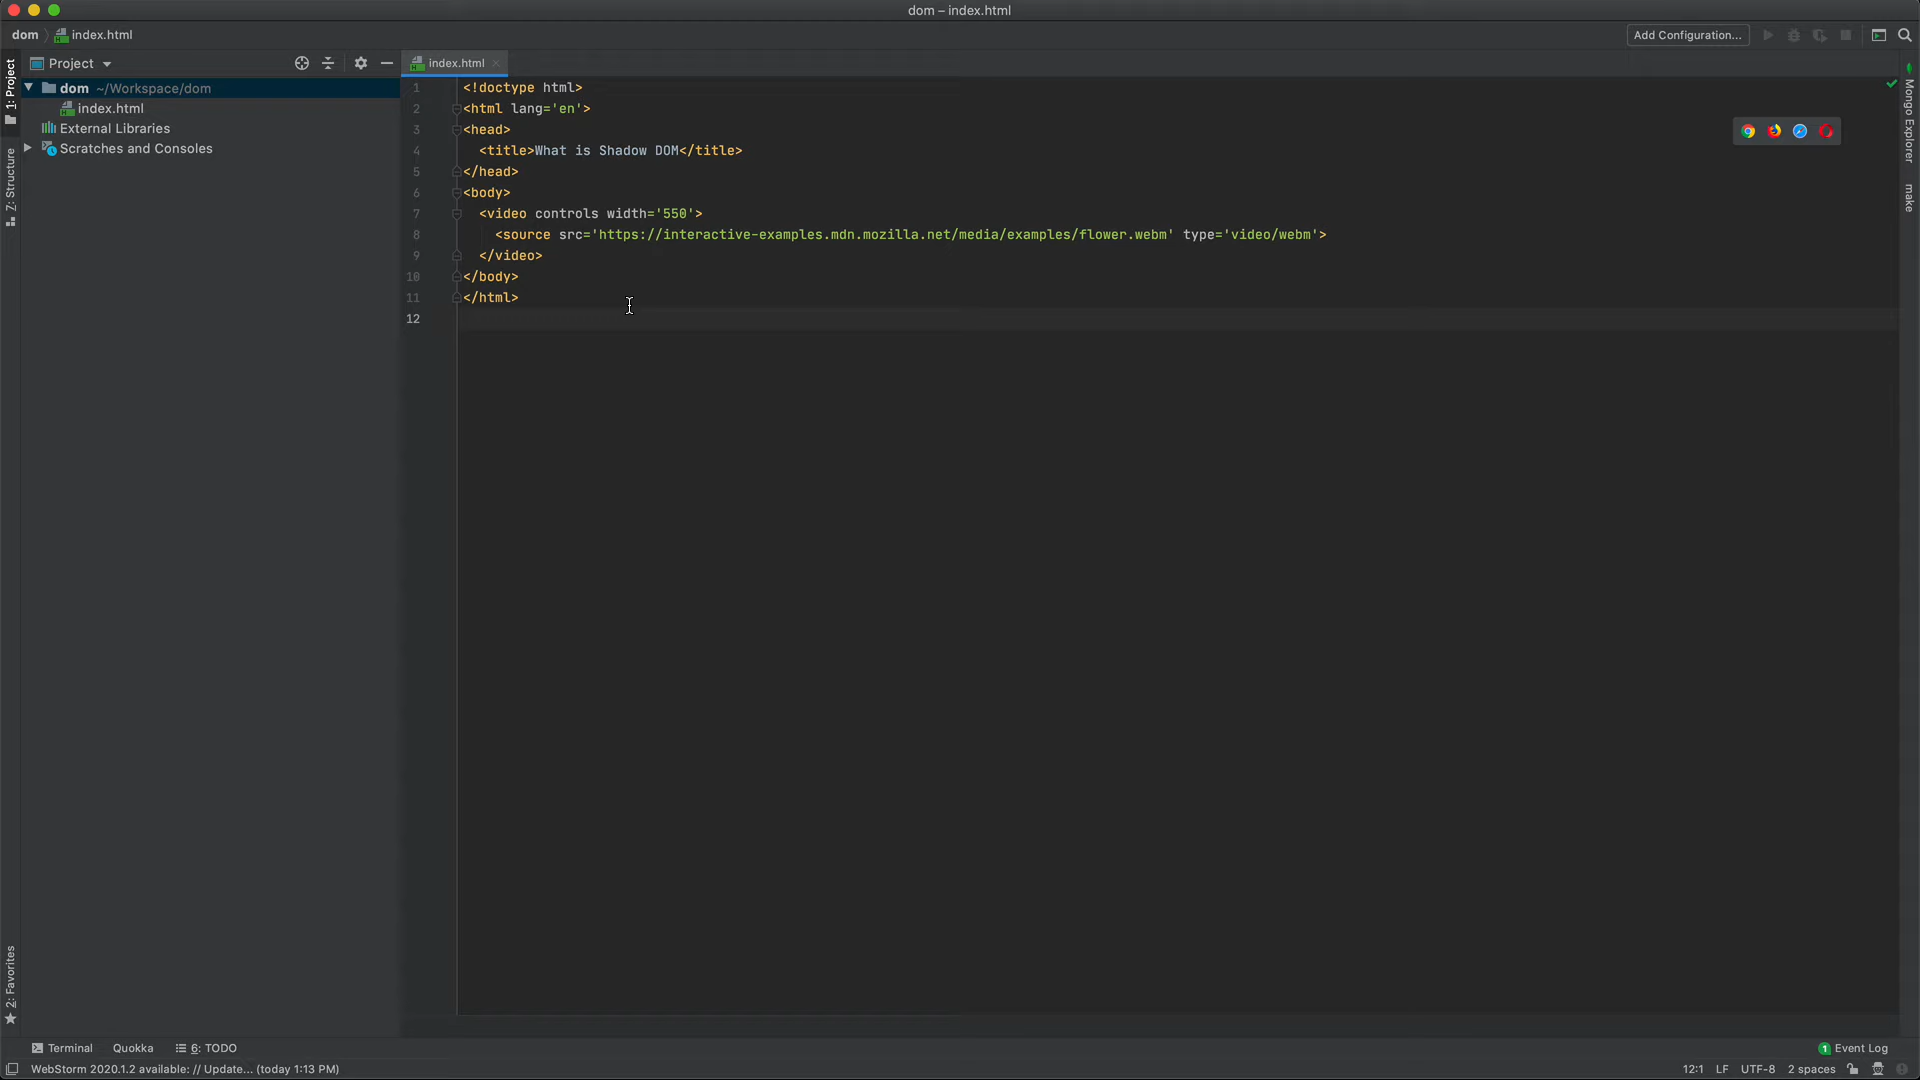 dom – index.html
dom
index.html
Add Configuration...
Project
index.html
dom ~/Workspace/dom
index.html
External Libraries
Scratches and Consoles
1: Project
Z: Structure
2: Favorites
1 <!doctype html>
2 <html lang='en'>
3 <head>
4 <title>What is Shadow DOM</title>
5 </head>
6 <body>
7 <video controls width='550'>
8 <source src='https://interactive-examples.mdn.mozilla.net/media/examples/flower.webm' type='video/webm'>
9 </video>
10 </body>
11 </html>
12
Mongo Explorer
make
Terminal
Quokka
6: TODO
1 Event Log
WebStorm 2020.1.2 available: // Update... (today 1:13 PM)
12:1 LF UTF-8 2 spaces